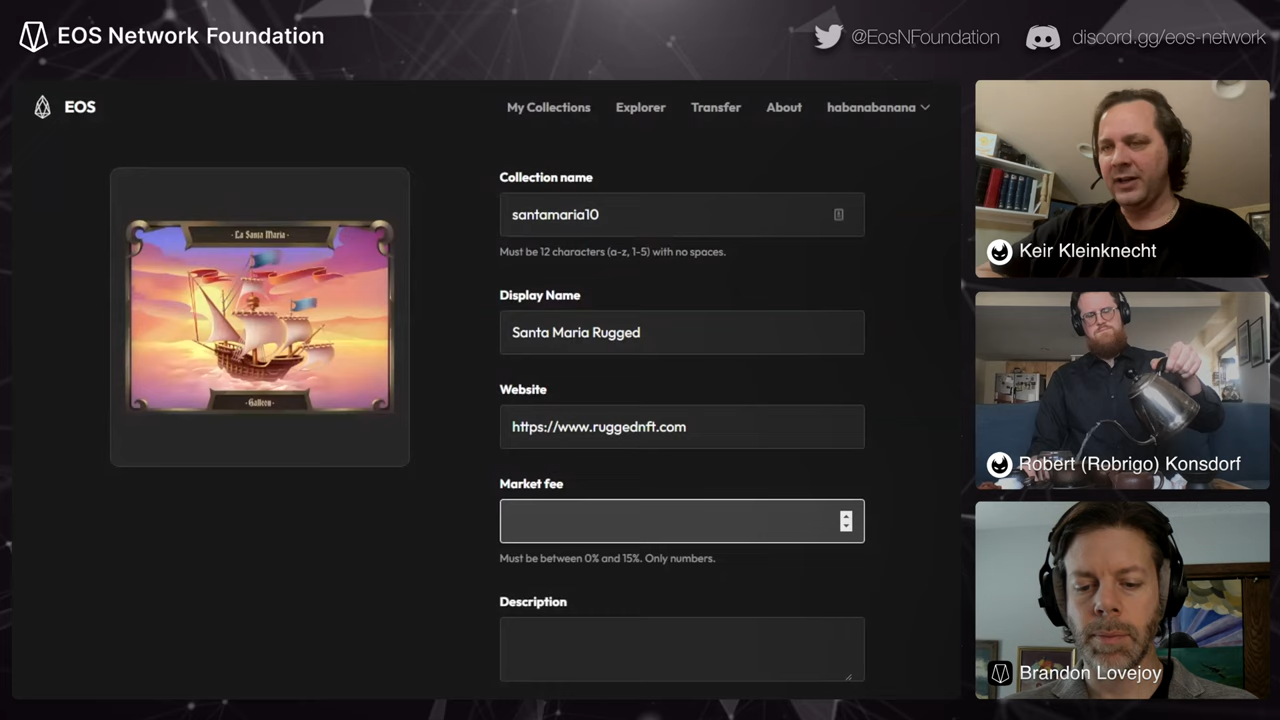 EOS Network Foundation
@EosNFoundation
discord.gg/eos-network
EOS
My Collections
Explorer
Transfer
About
habanabanana
· La Santa Maria ·
· Galleon ·
Collection name
santamaria10
Must be 12 characters (a-z, 1-5) with no spaces.
Display Name
Santa Maria Rugged
Website
https://www.ruggednft.com
Market fee
Must be between 0% and 15%. Only numbers.
Description
Keir Kleinknecht
Robert (Robrigo) Konsdorf
Brandon Lovejoy